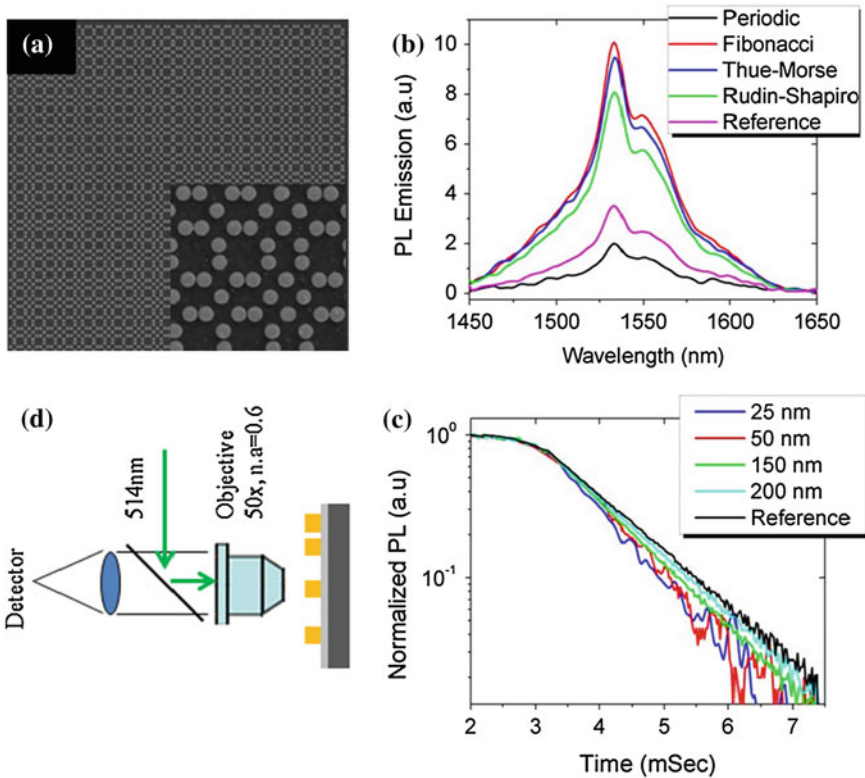 (a)
(b)
PL Emission (a.u)
10
8
6
4
2
0
1450
1500
1550
1600
1650
Wavelength (nm)
Periodic
Fibonacci
Thue-Morse
Rudin-Shapiro
Reference
(d)
514nm
Objective
50x, n.a=0.6
Detector
(c)
Normalized PL (a.u)
10⁰
10⁻¹
2
3
4
5
6
7
Time (mSec)
25 nm
50 nm
150 nm
200 nm
Reference